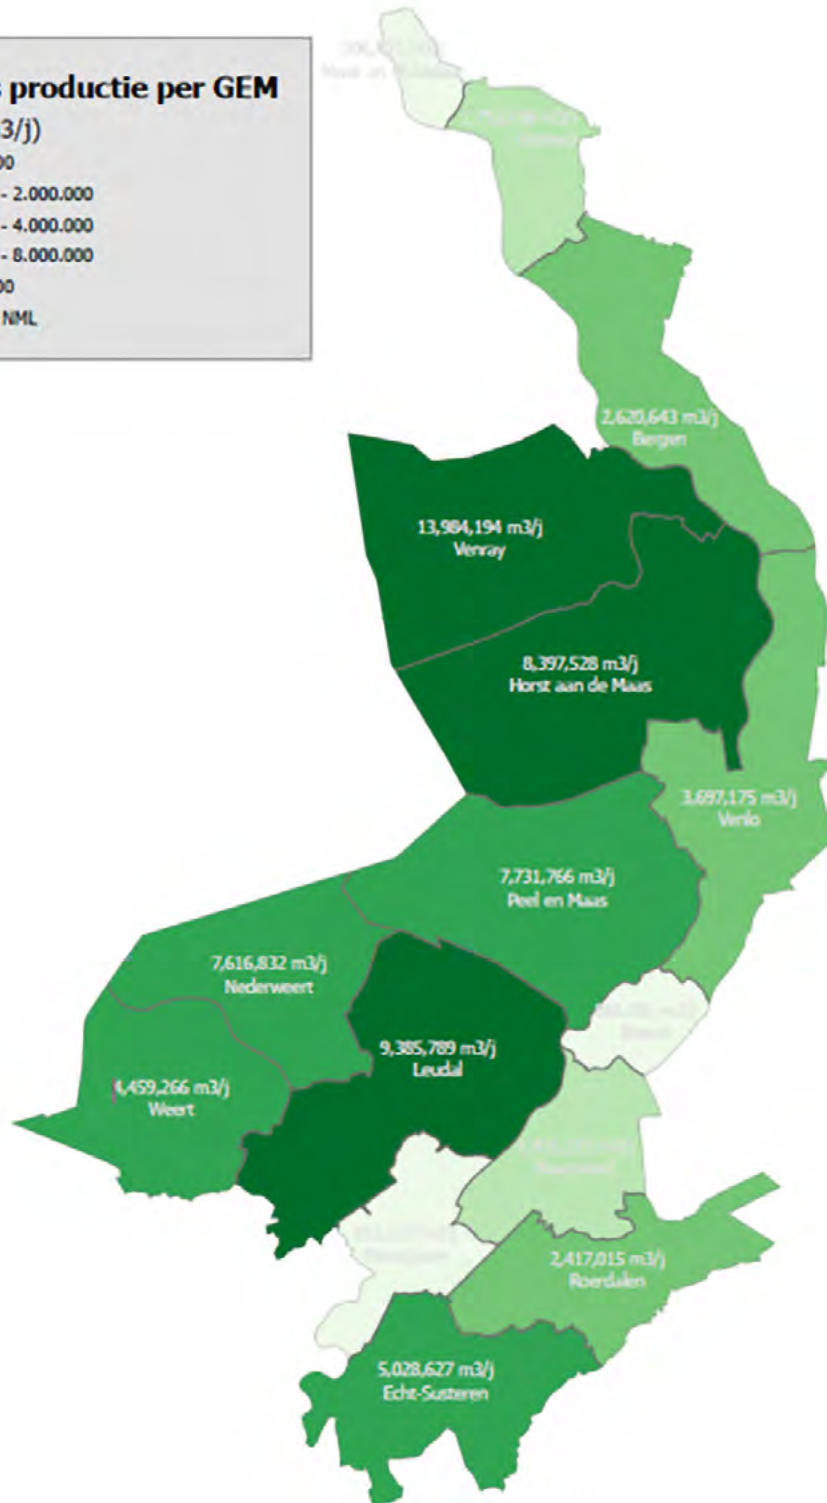 productie per GEM
3/j)
00
- 2.000.000
- 4.000.000
- 8.000.000
00
NML
2,620,643 m3/j
Bergen
13,984,194 m3/j
Venray
8,397,528 m3/j
Horst aan de Maas
3,697,175 m3/j
Venlo
7,731,766 m3/j
Peel en Maas
7,616,832 m3/j
Nederweert
9,385,789 m3/j
Leudal
4,459,266 m3/j
Weert
2,417,015 m3/j
Roerdalen
5,028,627 m3/j
Echt-Susteren